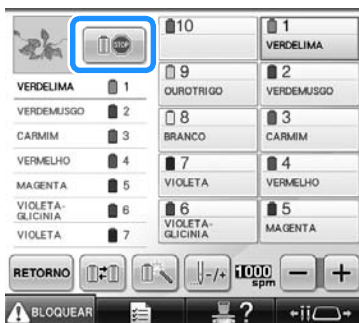 STOP
VERDELIMA 1
VERDEMUSGO 2
CARMIM 3
VERMELHO 4
MAGENTA 5
VIOLETA-
GLICINIA 6
VIOLETA 7
10
1
VERDELIMA
9
OUROTRIGO
2
VERDEMUSGO
8
BRANCO
3
CARMIM
7
VIOLETA
4
VERMELHO
6
VIOLETA-
GLICINIA
5
MAGENTA
RETORNO
-/+
1000
spm
− +
BLOQUEAR
?